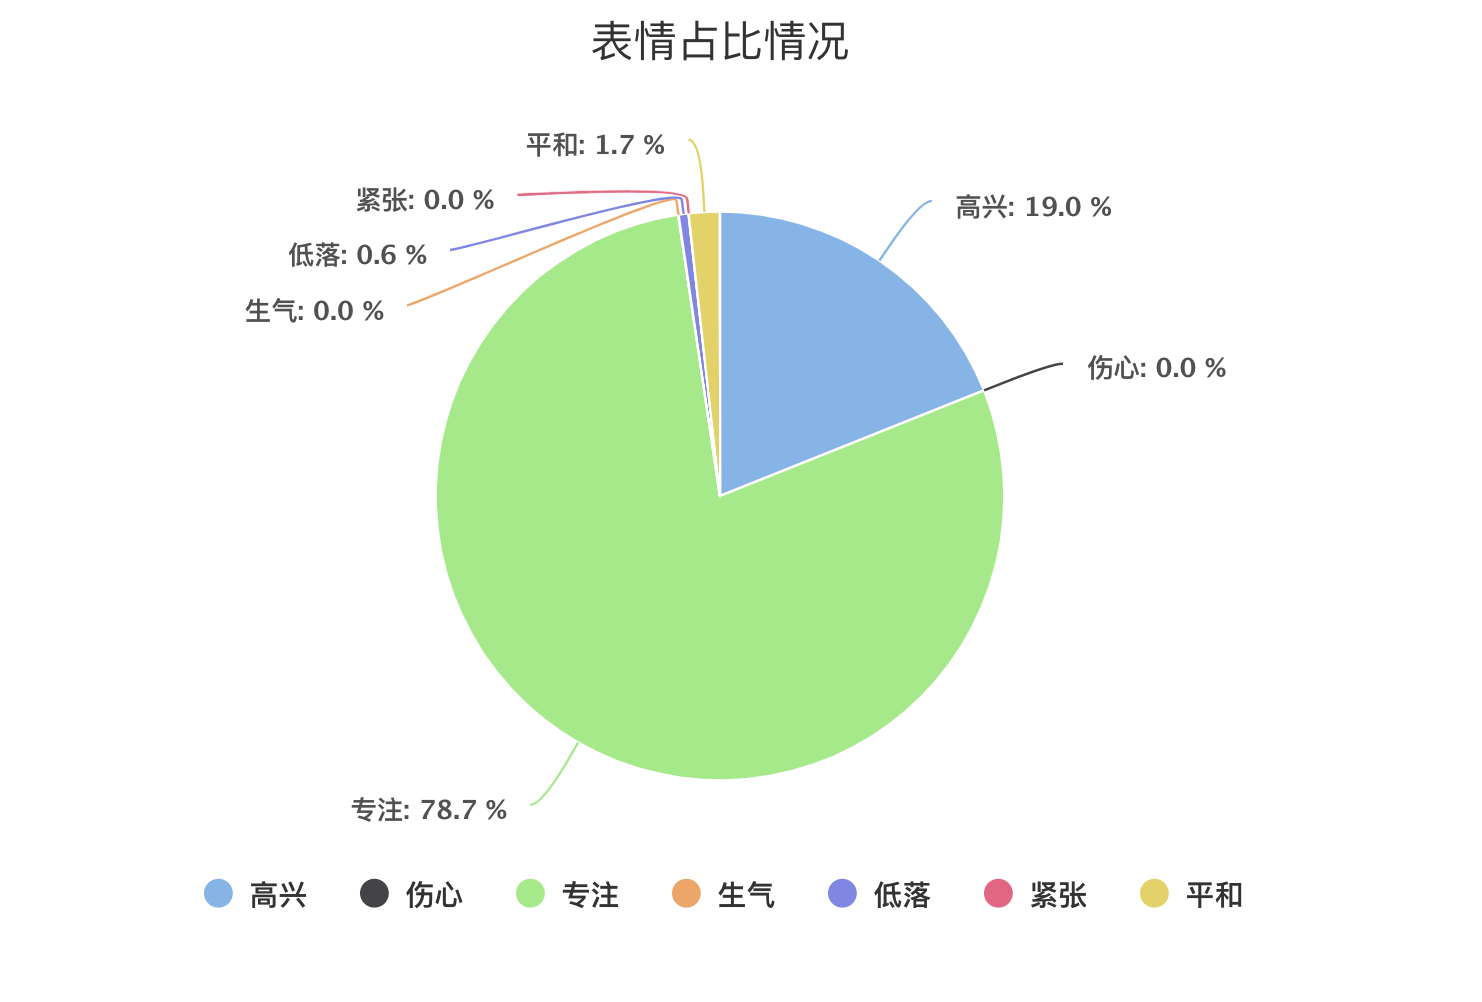 表情占比情况
平和: 1.7 %
紧张: 0.0 %
高兴: 19.0 %
低落: 0.6 %
生气: 0.0 %
伤心: 0.0 %
专注: 78.7 %
高兴 伤心 专注 生气 低落 紧张 平和